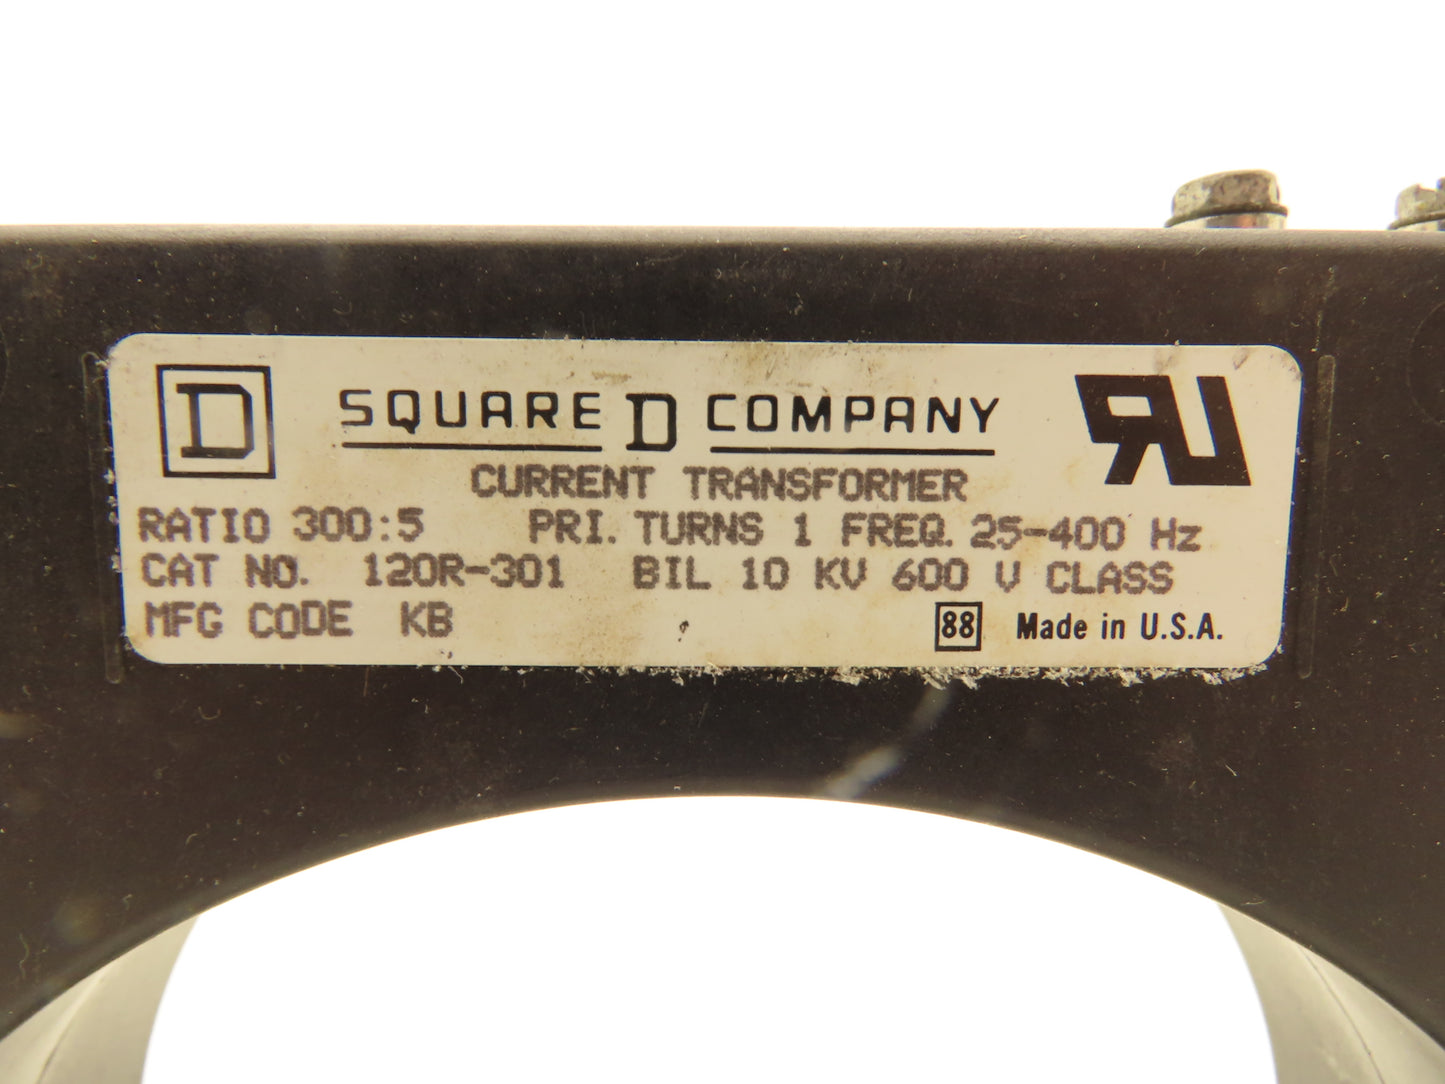 D SQUARE D COMPANY RU
CURRENT TRANSFORMER
RATIO 300:5 PRI. TURNS 1 FREQ. 25-400 Hz
CAT NO. 120R-301 BIL 10 KV 600 V CLASS
MFG CODE KB 88 Made in U.S.A.